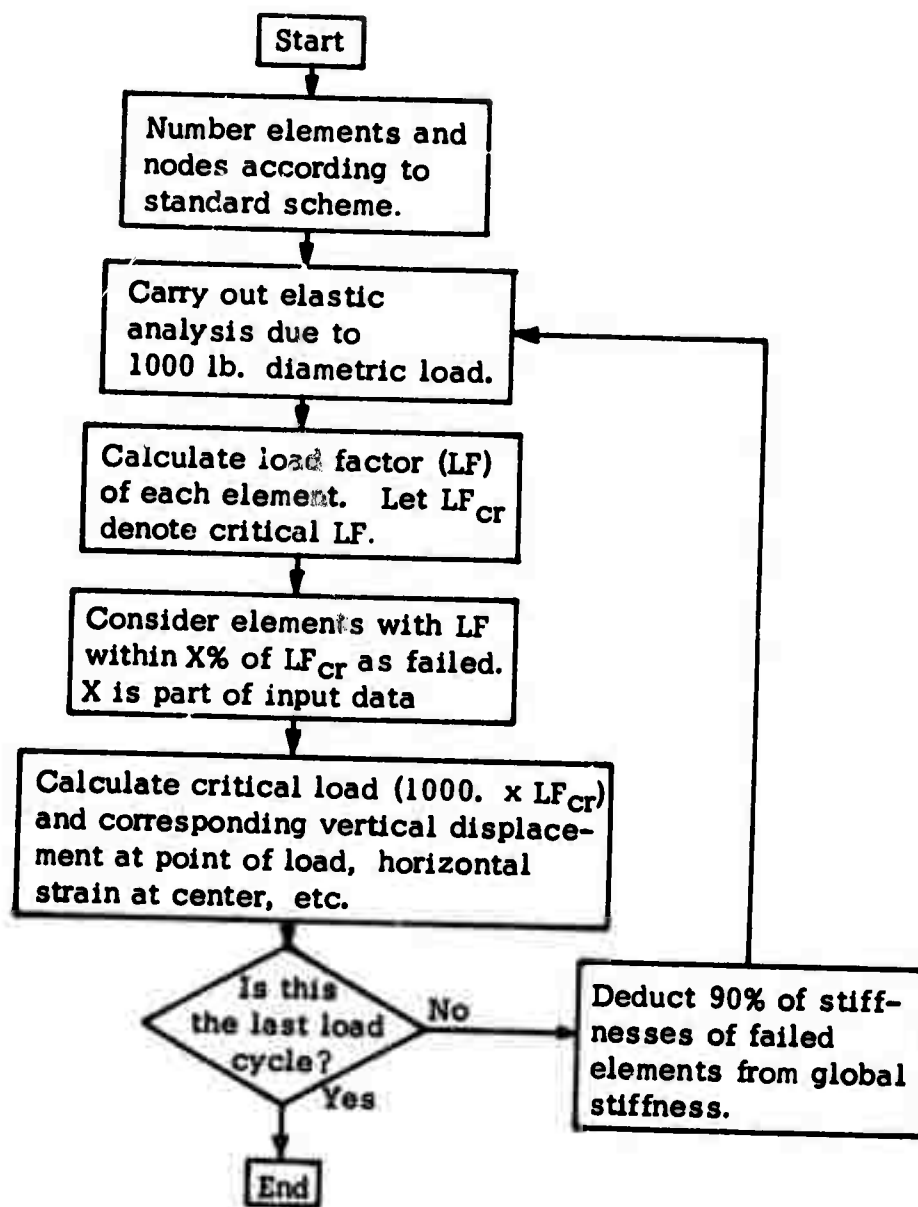 Start
Number elements and
nodes according to
standard scheme.
Carry out elastic
analysis due to
1000 lb. diametric load.
Calculate load factor (LF)
of each element. Let LFcr
denote critical LF.
Consider elements with LF
within X% of LFcr as failed.
X is part of input data
Calculate critical load (1000. x LFcr)
and corresponding vertical displace-
ment at point of load, horizontal
strain at center, etc.
Is this
the last load
cycle?
No
Yes
Deduct 90% of stiff-
nesses of failed
elements from global
stiffness.
End